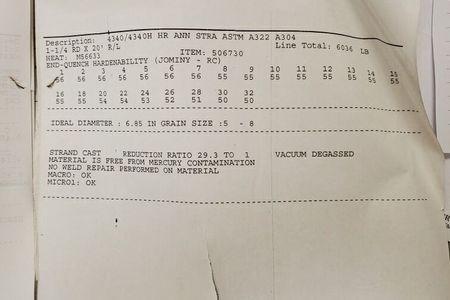 Description: 4340/4340H HR ANN STRA ASTM A322 A304
1-1/4 RD X 20' R/L Line Total: 6036 LB
HEAT: M56633 ITEM: 506730
END-QUENCH HARDENABILITY (JOMINY - RC)
1 2 3 4 5 6 7 8 9 10 11 12 13 14 15
56 56 56 56 56 56 56 55 55 55 55 55 55 55 55
16 18 20 22 24 26 28 30 32
55 55 54 54 53 52 51 50 50
IDEAL DIAMETER : 6.85 IN GRAIN SIZE :5 - 8
STRAND CAST REDUCTION RATIO 29.3 TO 1 VACUUM DEGASSED
MATERIAL IS FREE FROM MERCURY CONTAMINATION
NO WELD REPAIR PERFORMED ON MATERIAL
MACRO: OK
MICRO1: OK